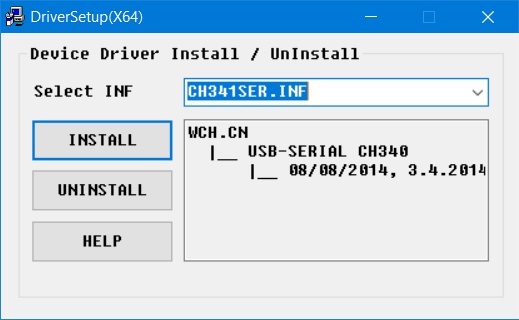 DriverSetup(X64)
Device Driver Install / UnInstall
Select INF
CH341SER.INF
INSTALL
UNINSTALL
HELP
WCH.CN
|__ USB-SERIAL CH340
|__ 08/08/2014, 3.4.2014